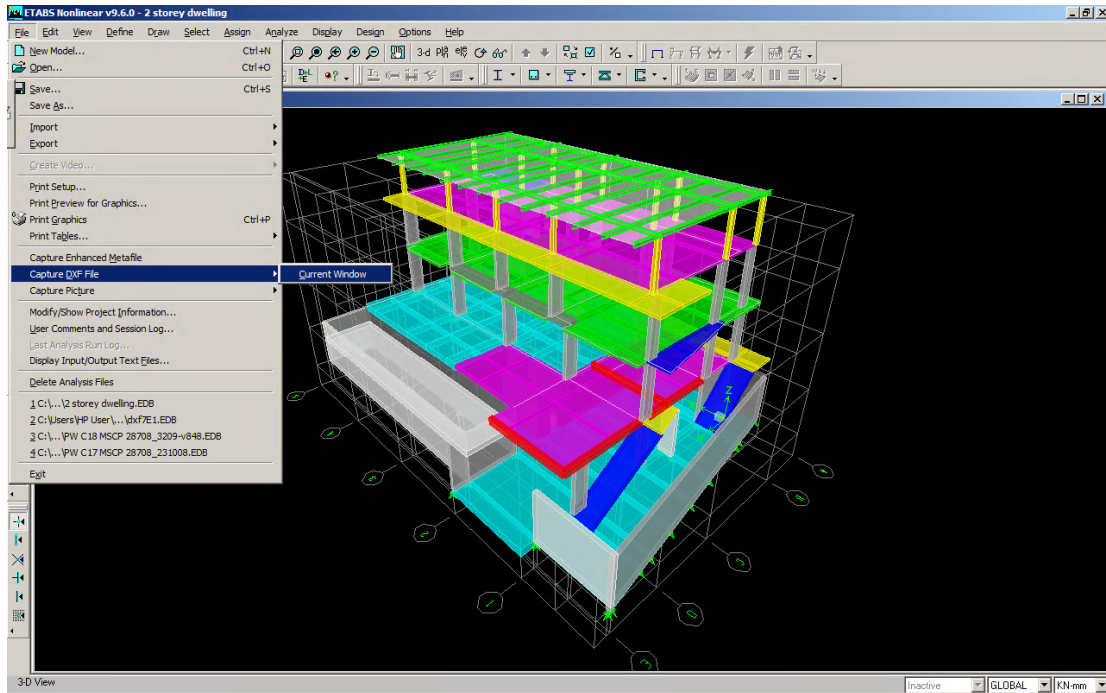 ETABS Nonlinear v9.6.0 - 2 storey dwelling
File Edit View Define Draw Select Assign Analyze Display Design Options Help
New Model... Ctrl+N
Open... Ctrl+O
Save... Ctrl+S
Save As...
Import
Export
Create Video...
Print Setup...
Print Preview for Graphics...
Print Graphics Ctrl+P
Print Tables...
Capture Enhanced Metafile
Capture DXF File
Current Window
Capture Picture
Modify/Show Project Information...
User Comments and Session Log...
Last Analysis Run Log...
Display Input/Output Text Files...
Delete Analysis Files
1 C:\...\2 storey dwelling.EDB
2 C:\Users\HP User\...\dxf7E1.EDB
3 C:\...\PW C18 MSCP 28708_3209-v848.EDB
4 C:\...\PW C17 MSCP 28708_231008.EDB
Exit
3-d
Z
5
4
3
2
1
A
B
C
D
E
3-D View
Inactive GLOBAL KN-mm